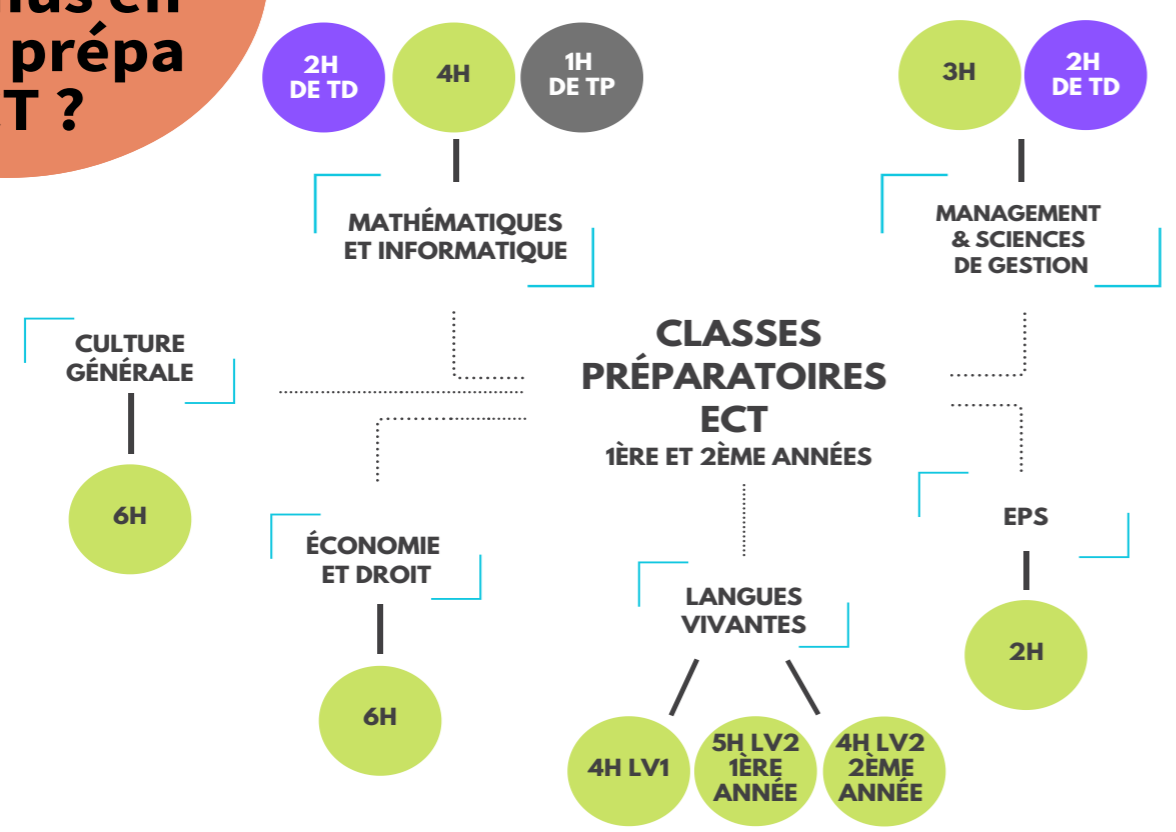 prépa
2H
DE TD
4H
1H
DE TP
3H
2H
DE TD
MATHÉMATIQUES
ET INFORMATIQUE
MANAGEMENT
& SCIENCES
DE GESTION
CULTURE
GÉNÉRALE
6H
CLASSES
PRÉPARATOIRES
ECT
1ÈRE ET 2ÈME ANNÉES
ÉCONOMIE
ET DROIT
6H
LANGUES
VIVANTES
4H LV1
5H LV2
1ÈRE
ANNÉE
4H LV2
2ÈME
ANNÉE
EPS
2H